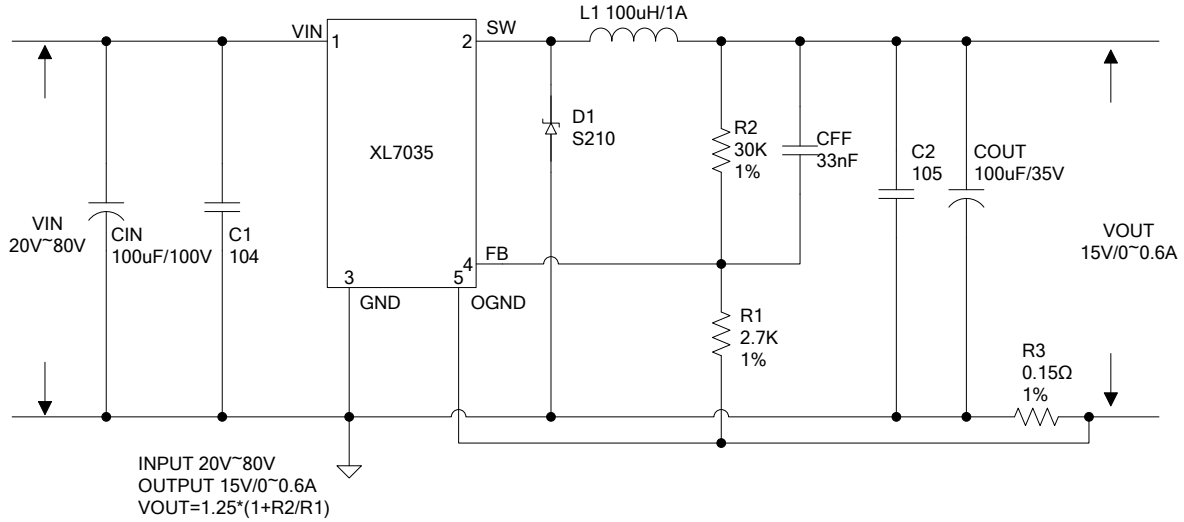 L1 100uH/1A
VIN
1
2
SW
XL7035
D1
S210
R2
30K
1%
CFF
33nF
C2
105
COUT
100uF/35V
VIN
20V~80V
CIN
100uF/100V
C1
104
VOUT
15V/0~0.6A
4
FB
3
5
GND
OGND
R1
2.7K
1%
R3
0.15Ω
1%
INPUT 20V~80V
OUTPUT 15V/0~0.6A
VOUT=1.25*(1+R2/R1)